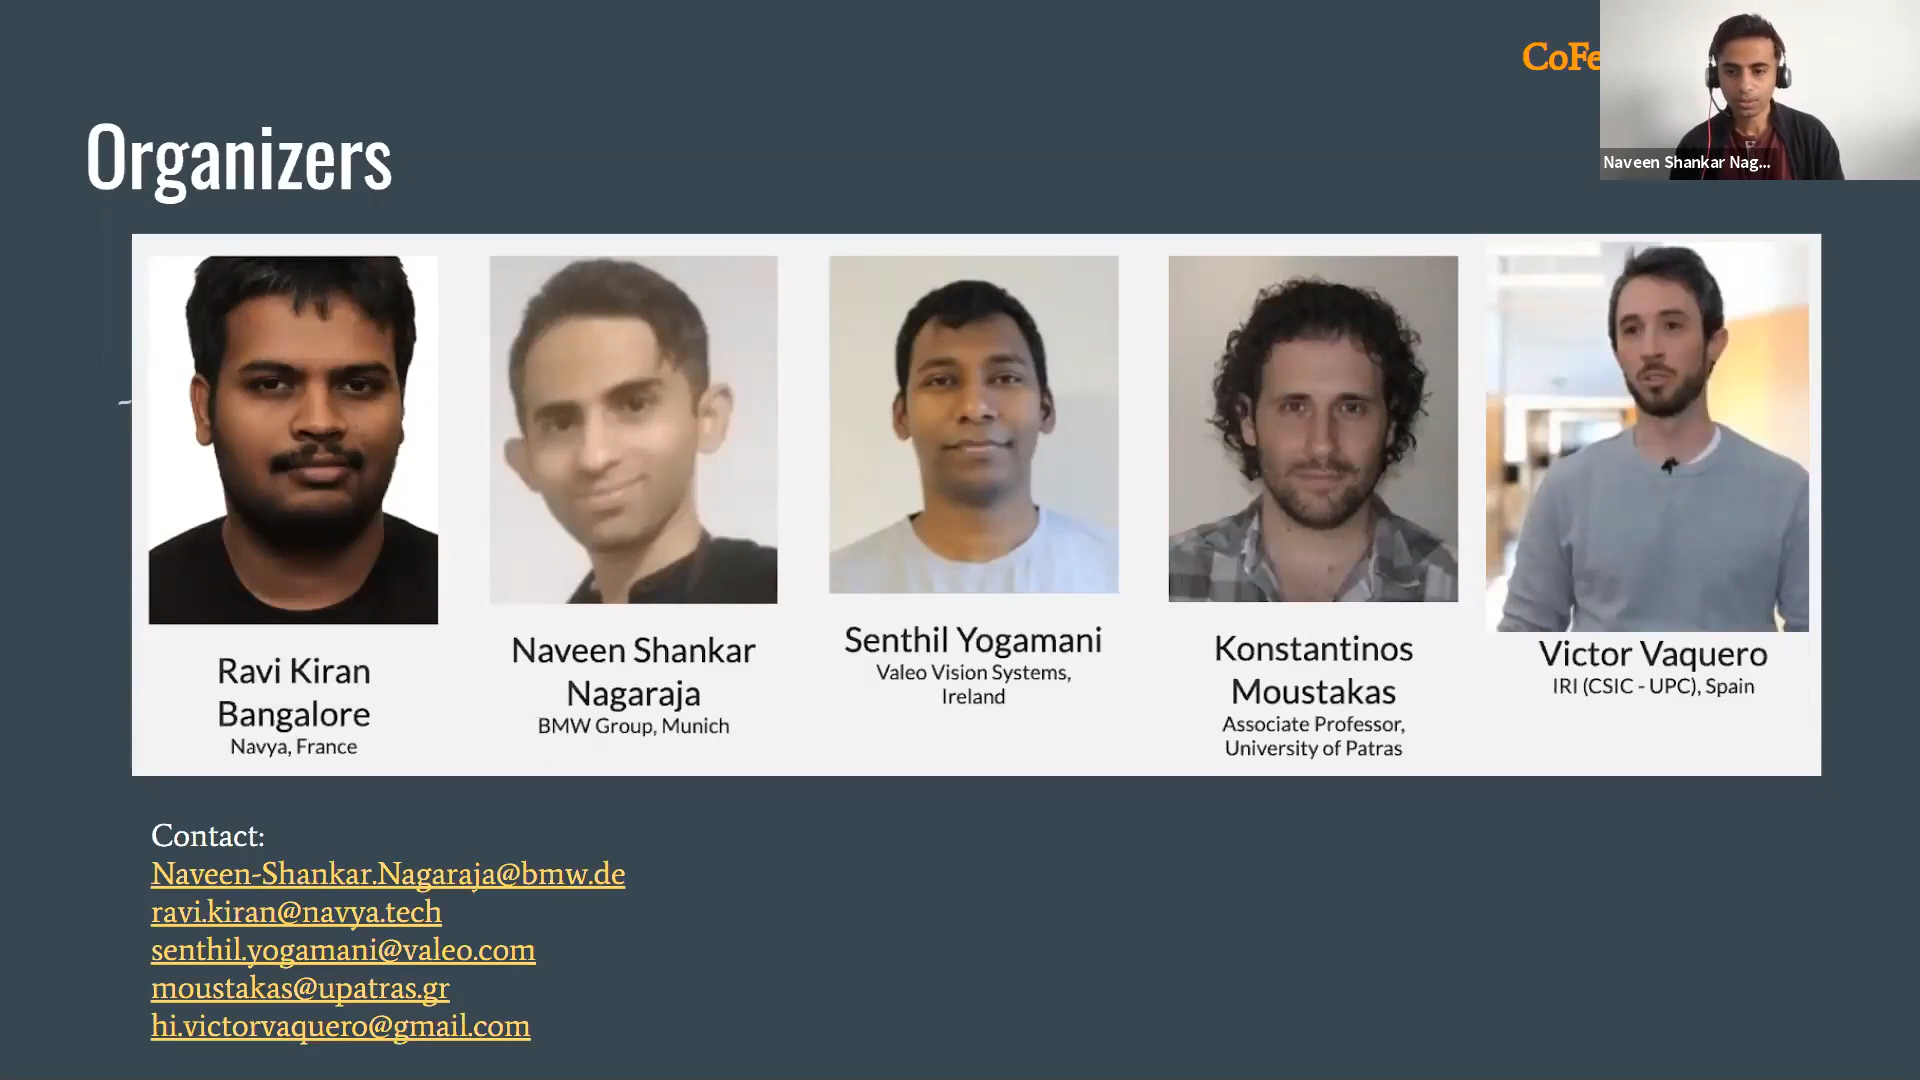 CoFe
Naveen Shankar Nag...
Organizers
Ravi Kiran
Bangalore
Navya, France
Naveen Shankar
Nagaraja
BMW Group, Munich
Senthil Yogamani
Valeo Vision Systems,
Ireland
Konstantinos
Moustakas
Associate Professor,
University of Patras
Victor Vaquero
IRI (CSIC - UPC), Spain
Contact:
Naveen-Shankar.Nagaraja@bmw.de
ravi.kiran@navya.tech
senthil.yogamani@valeo.com
moustakas@upatras.gr
hi.victorvaquero@gmail.com